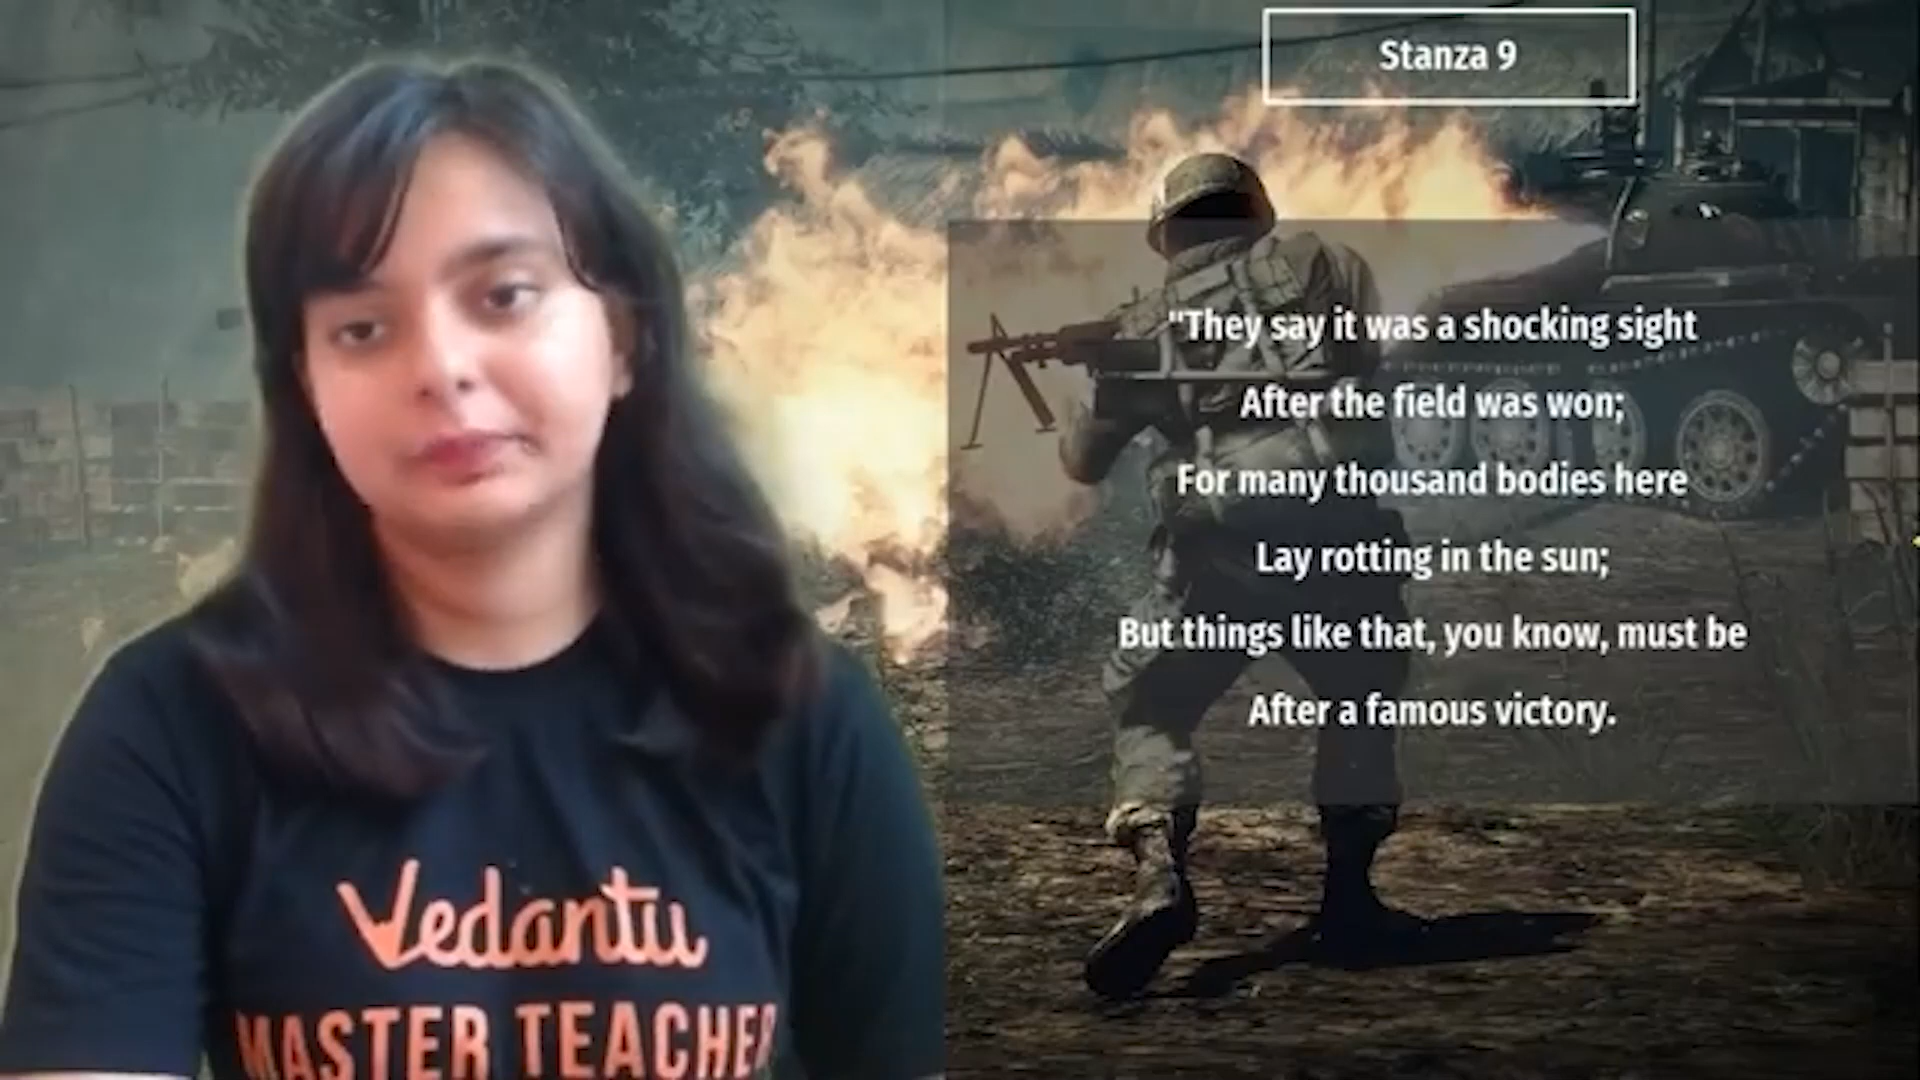 Stanza 9
"They say it was a shocking sight
After the field was won;
For many thousand bodies here
Lay rotting in the sun;
But things like that, you know, must be
After a famous victory.
Vedantu
MASTER TEACHER